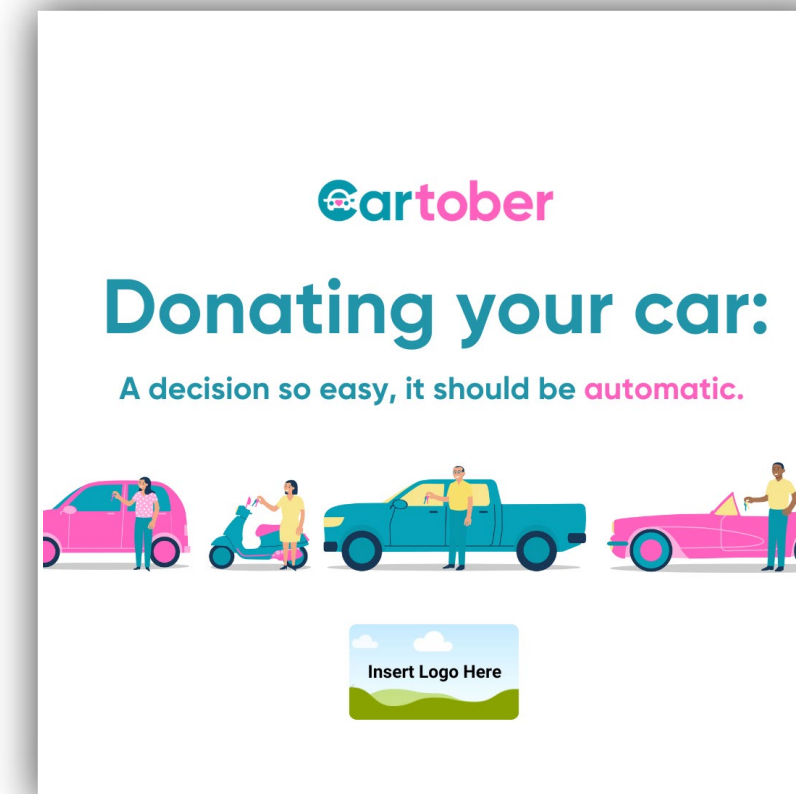 Cartober
Donating your car:
A decision so easy, it should be automatic.
Insert Logo Here